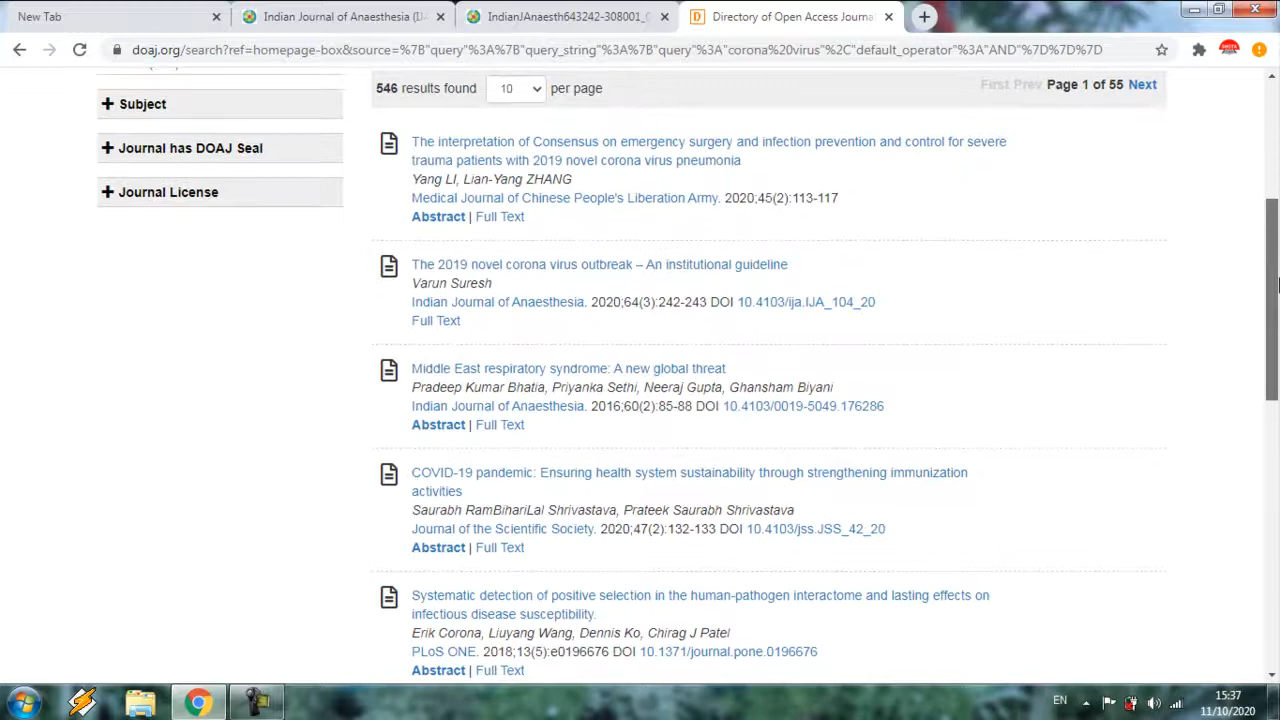 New Tab
Indian Journal of Anaesthesia (IJ
IndianJAnaesth643242-308001_0
Directory of Open Access Journa
doaj.org/search?ref=homepage-box&source=%7B"query"%3A%7B"query_string"%3A%7B"query"%3A"corona%20virus"%2C"default_operator"%3A"AND"%7D%7D%7D
546 results found
10
per page
First Prev Page 1 of 55 Next
Subject
Journal has DOAJ Seal
Journal License
The interpretation of Consensus on emergency surgery and infection prevention and control for severe
trauma patients with 2019 novel corona virus pneumonia
Yang LI, Lian-Yang ZHANG
Medical Journal of Chinese People's Liberation Army. 2020;45(2):113-117
Abstract | Full Text
The 2019 novel corona virus outbreak – An institutional guideline
Varun Suresh
Indian Journal of Anaesthesia. 2020;64(3):242-243 DOI 10.4103/ija.IJA_104_20
Full Text
Middle East respiratory syndrome: A new global threat
Pradeep Kumar Bhatia, Priyanka Sethi, Neeraj Gupta, Ghansham Biyani
Indian Journal of Anaesthesia. 2016;60(2):85-88 DOI 10.4103/0019-5049.176286
Abstract | Full Text
COVID-19 pandemic: Ensuring health system sustainability through strengthening immunization
activities
Saurabh RamBihariLal Shrivastava, Prateek Saurabh Shrivastava
Journal of the Scientific Society. 2020;47(2):132-133 DOI 10.4103/jss.JSS_42_20
Abstract | Full Text
Systematic detection of positive selection in the human-pathogen interactome and lasting effects on
infectious disease susceptibility.
Erik Corona, Liuyang Wang, Dennis Ko, Chirag J Patel
PLoS ONE. 2018;13(5):e0196676 DOI 10.1371/journal.pone.0196676
Abstract | Full Text
EN
15:37
11/10/2020